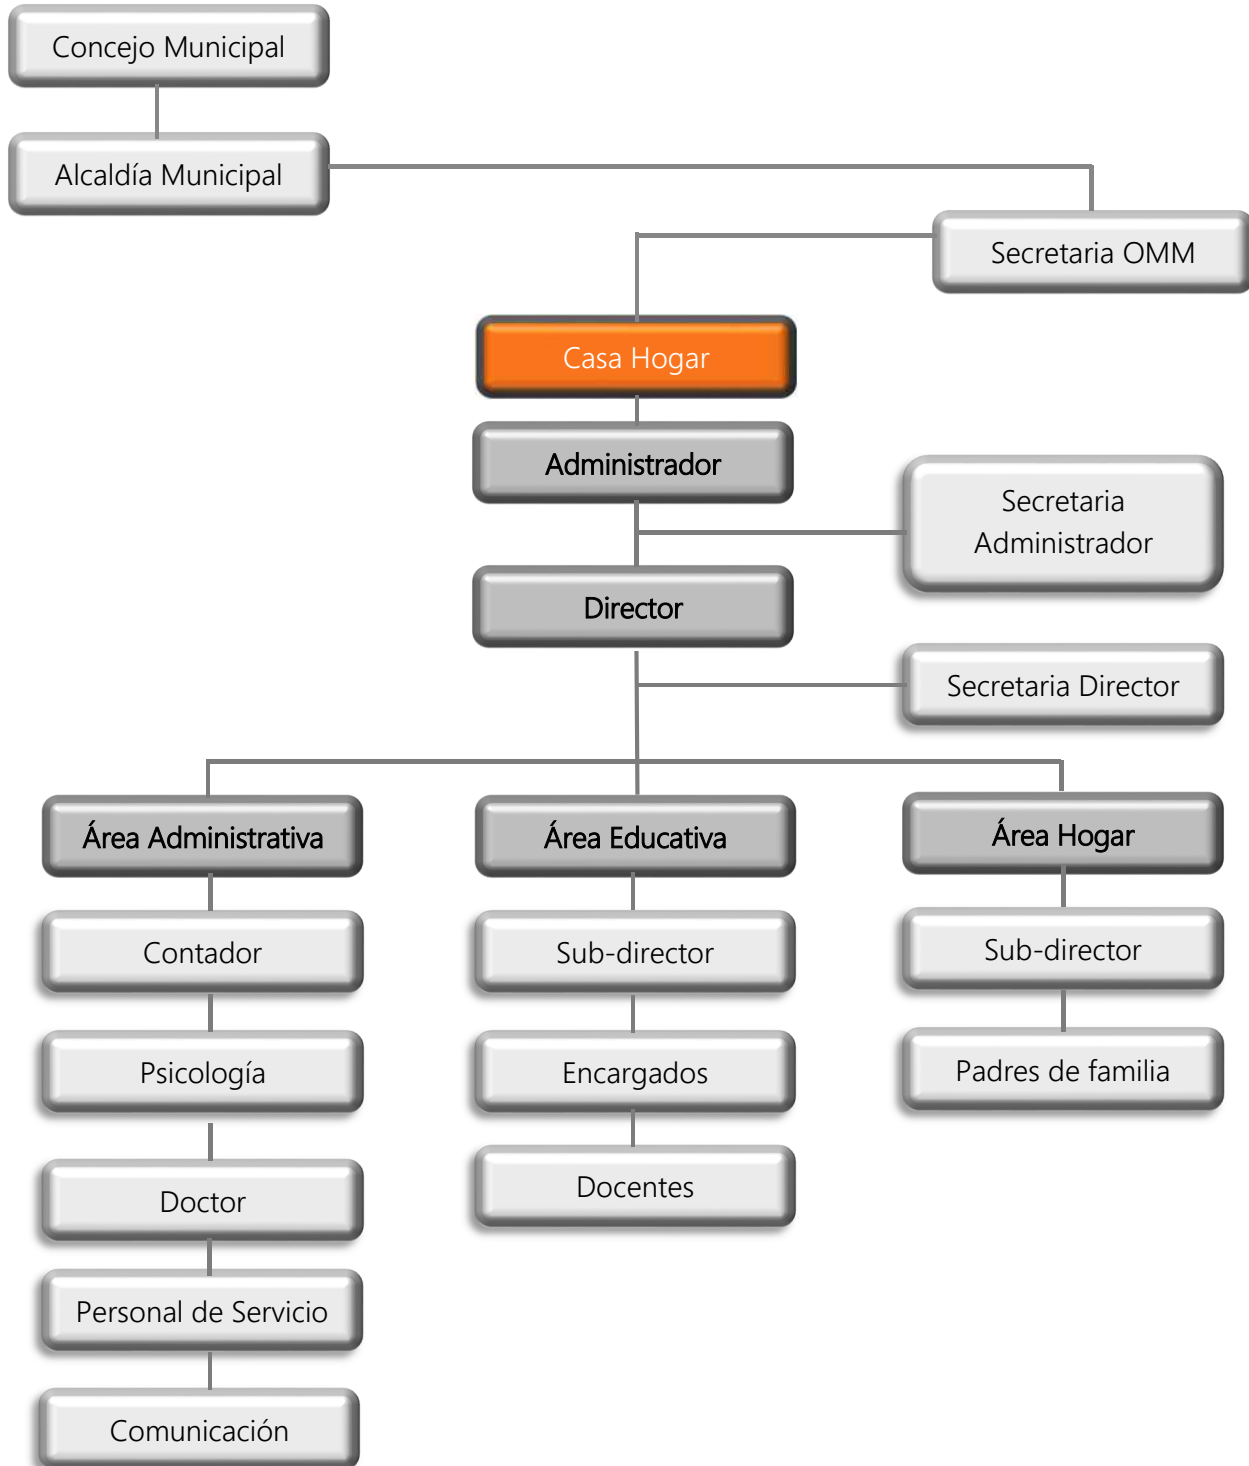 Concejo Municipal
Alcaldía Municipal
Secretaria OMM
Casa Hogar
Administrador
Secretaria
Administrador
Director
Secretaria Director
Área Administrativa
Área Educativa
Área Hogar
Contador
Sub-director
Sub-director
Psicología
Encargados
Padres de familia
Doctor
Docentes
Personal de Servicio
Comunicación